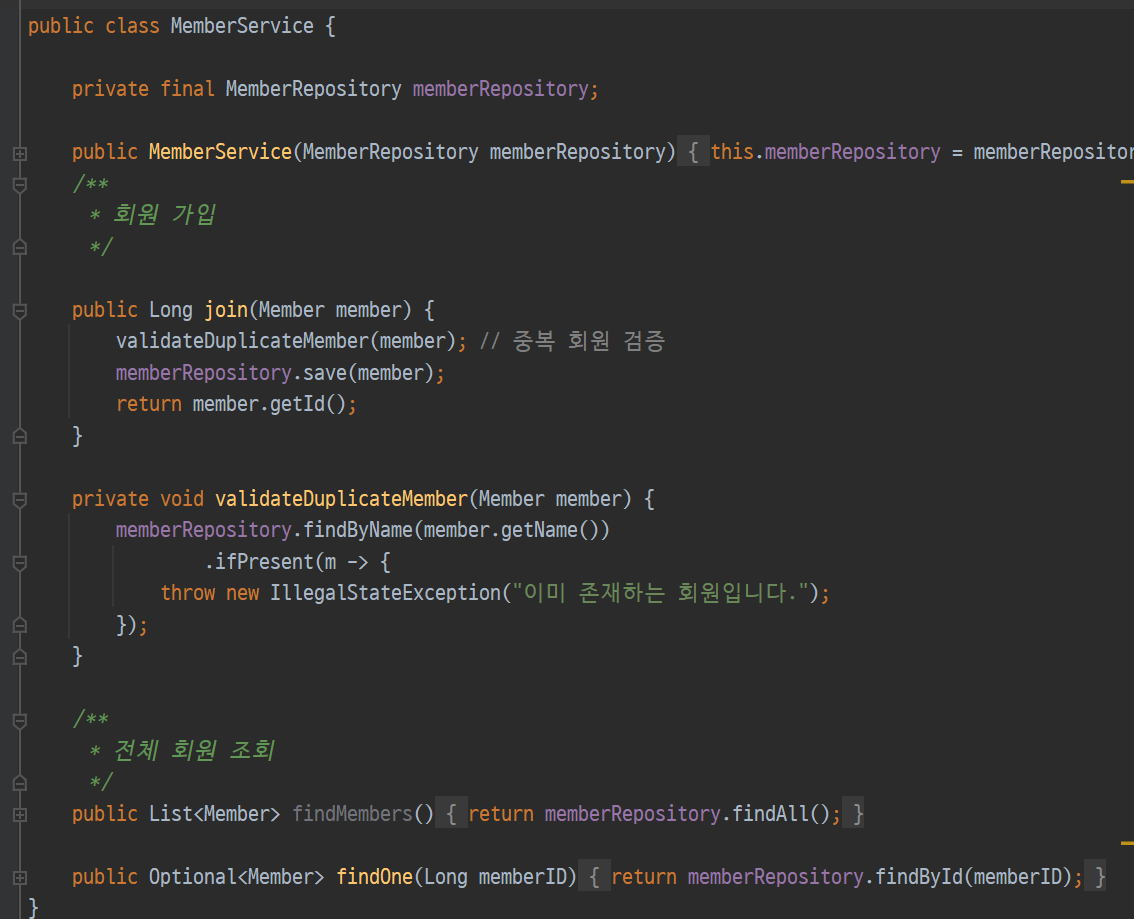 public class MemberService {
private final MemberRepository memberRepository;
public MemberService(MemberRepository memberRepository) { this.memberRepository = memberRepositor
/**
* 회원 가입
*/
public Long join(Member member) {
validateDuplicateMember(member); // 중복 회원 검증
memberRepository.save(member);
return member.getId();
}
private void validateDuplicateMember(Member member) {
memberRepository.findByName(member.getName())
.ifPresent(m -> {
throw new IllegalStateException("이미 존재하는 회원입니다.");
});
}
/**
* 전체 회원 조회
*/
public List<Member> findMembers() { return memberRepository.findAll(); }
public Optional<Member> findOne(Long memberID) { return memberRepository.findById(memberID); }
}